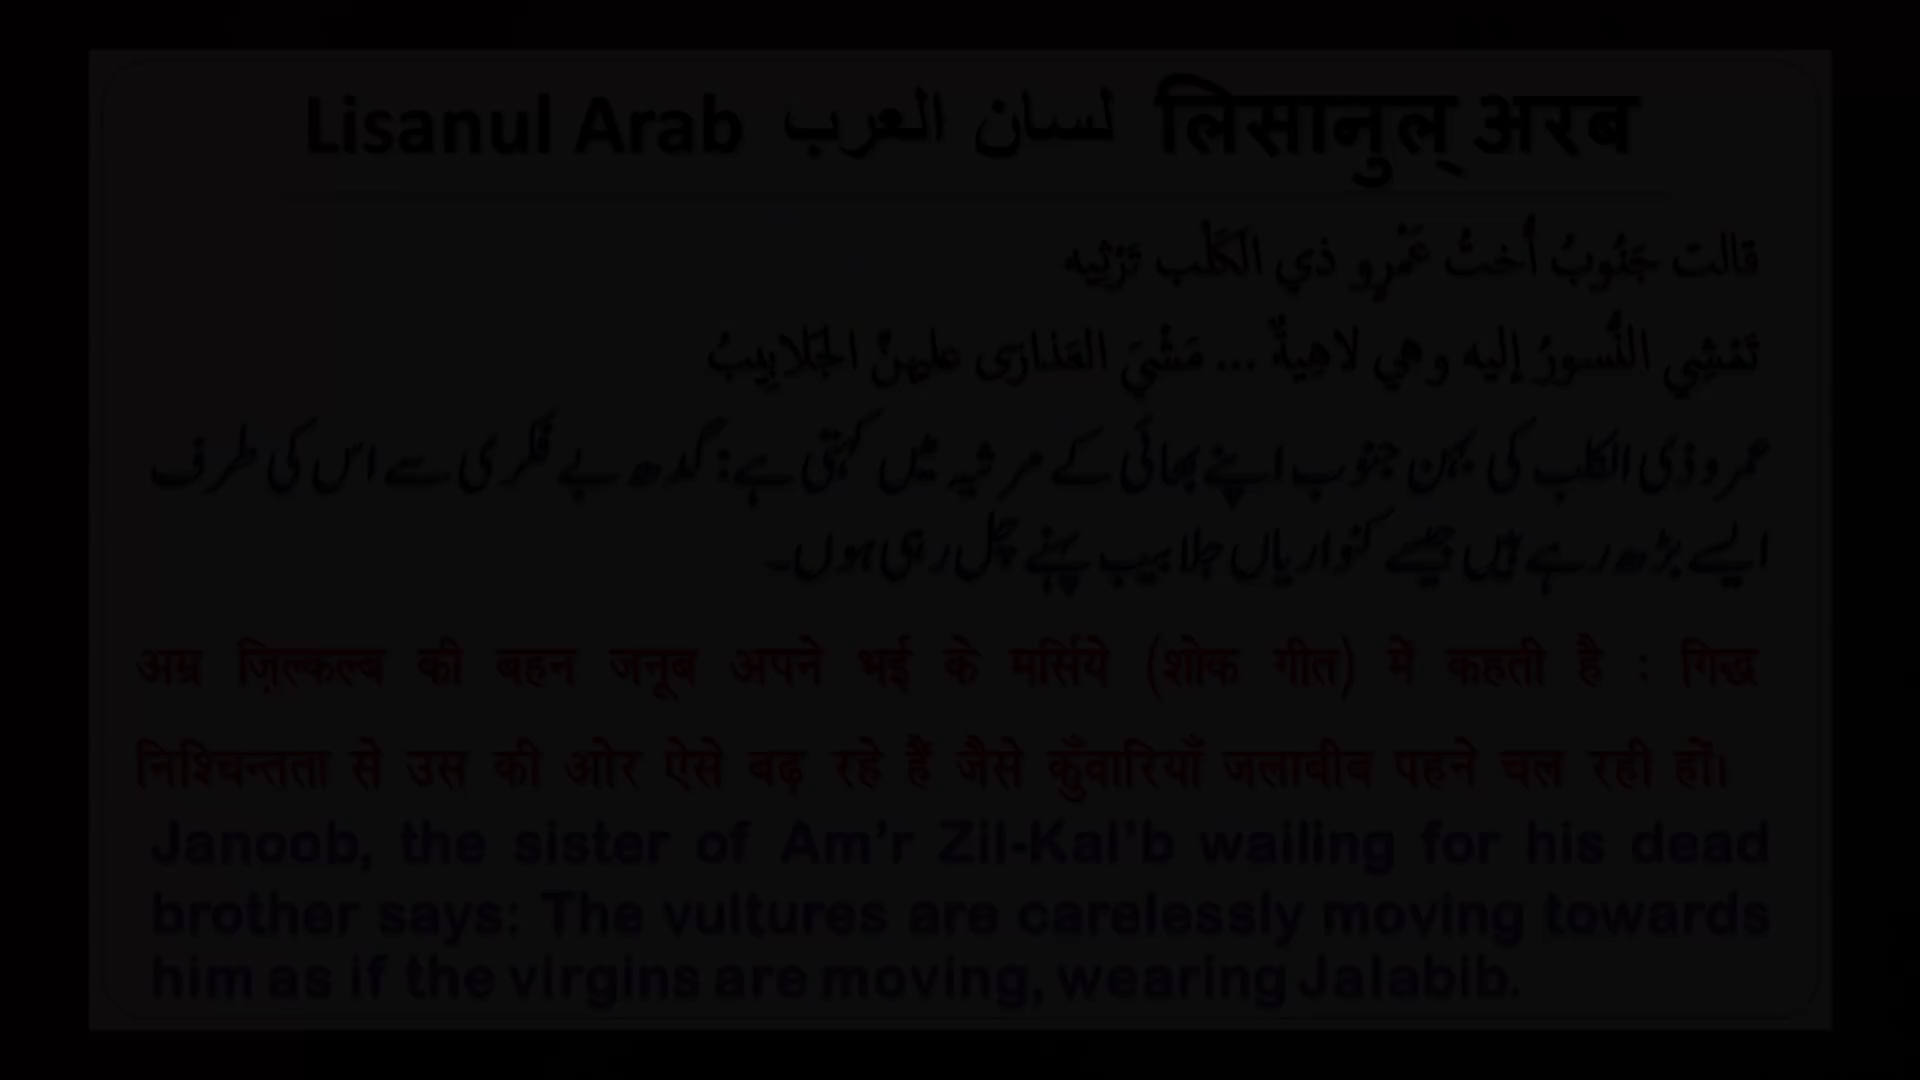 Lisanul Arab لسان العرب लिसानुल् अरब
قالت جَنُوبُ أُختُ عَمْرٍو ذي الكَلْب تَرْثِيه
تَمْشِي النُّسورُ إليه وهي لاهِيةٌ ... مَشْيَ العَذارَى عليهنَّ الجَلابِيبُ
عمرو ذی الکلب کی بہن جنوب اپنے بھائی کے مرثیہ میں کہتی ہے: گدھ بے فکری سے اس کی طرف
ایسے بڑھ رہے ہیں جیسے کنواریاں جلابیب پہنے چل رہی ہوں۔
अम्र ज़िल्कल्ब की बहन जनूब अपने भई के मर्सिये (शोक गीत) में कहती है : गिद्ध
निश्चिन्तता से उस की ओर ऐसे बढ़ रहे हैं जैसे कुँवारियाँ जलाबीब पहने चल रही हों।
Janoob, the sister of Am’r Zil-Kal’b wailing for his dead
brother says: The vultures are carelessly moving towards
him as if the virgins are moving, wearing Jalabib.